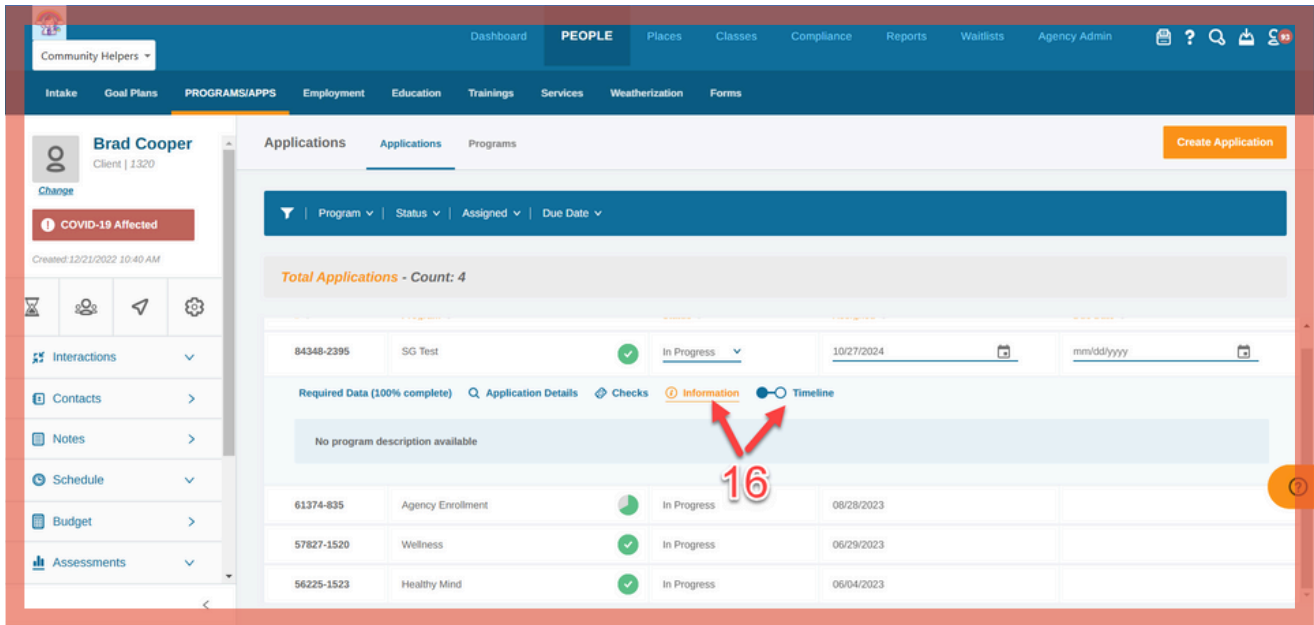 Community Helpers
Dashboard PEOPLE Places Classes Compliance Reports Waitlists Agency Admin ? 93
Intake Goal Plans PROGRAMS/APPS Employment Education Trainings Services Weatherization Forms
Brad Cooper
Client | 1320
Change
COVID-19 Affected
Created:12/21/2022 10:40 AM
Interactions
Contacts
Notes
Schedule
Budget
Assessments
Applications Applications Programs Create Application
Program | Status | Assigned | Due Date
Total Applications - Count: 4
84348-2395 SG Test In Progress 10/27/2024 mm/dd/yyyy
Required Data (100% complete) Application Details Checks Information Timeline
No program description available
16
61374-835 Agency Enrollment In Progress 08/28/2023
57827-1520 Wellness In Progress 06/29/2023
56225-1523 Healthy Mind In Progress 06/04/2023